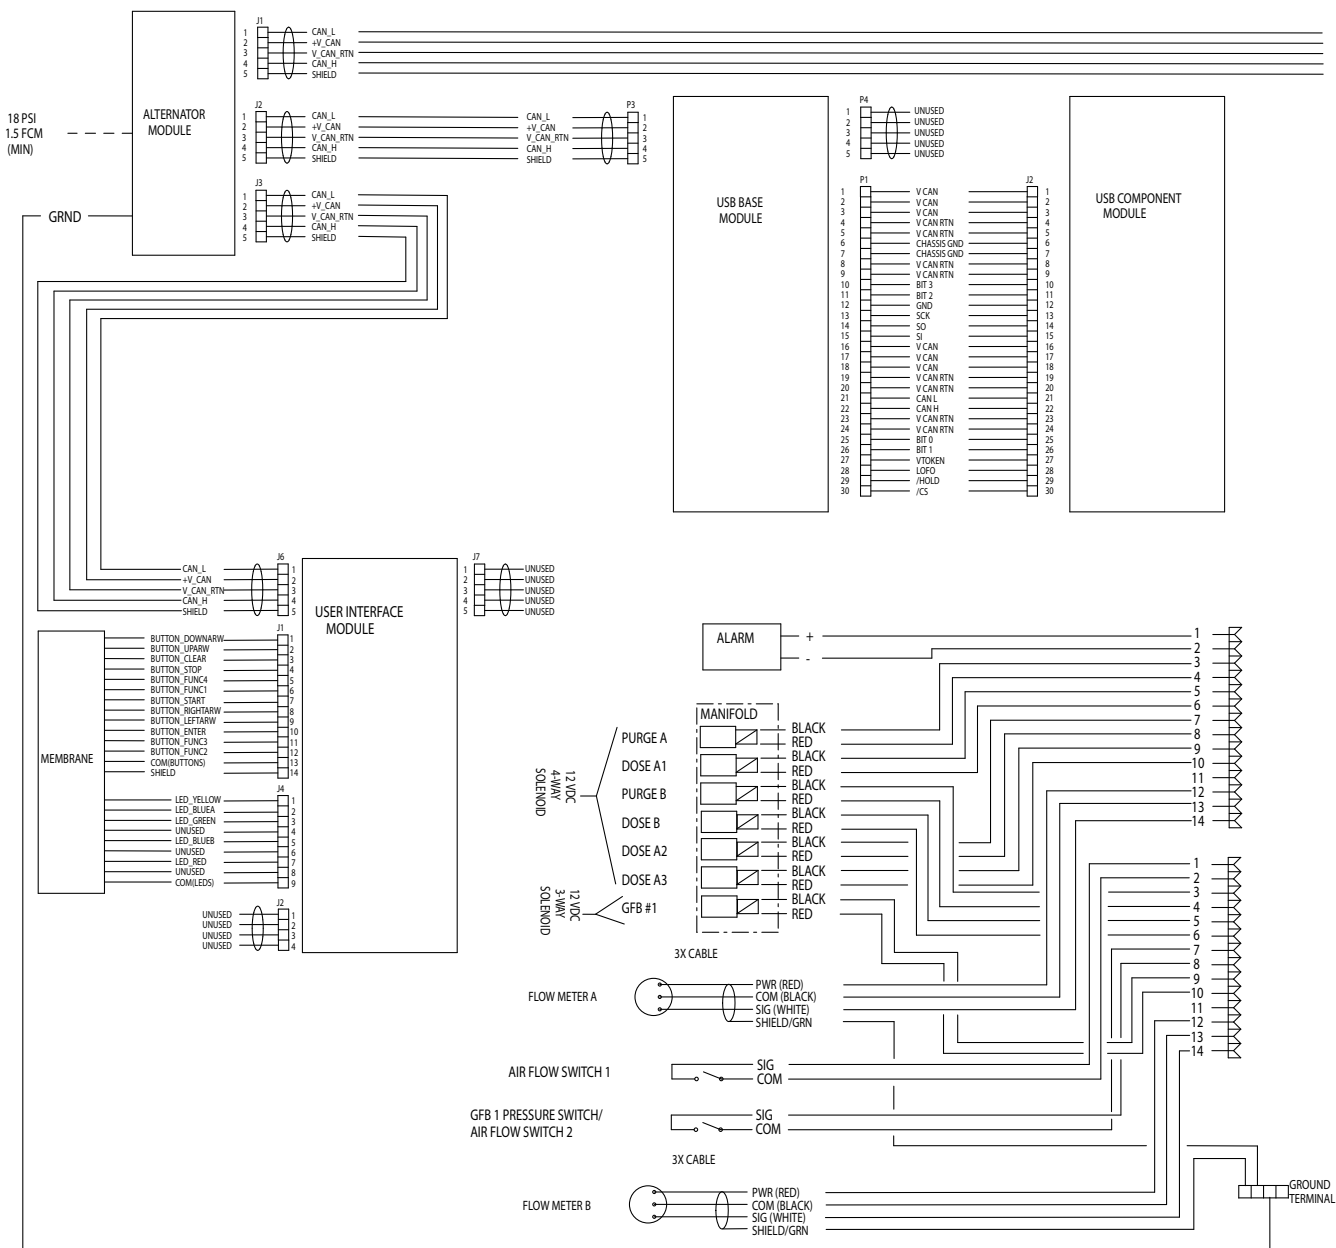 18 PSI
1.5 FCM
(MIN)
ALTERNATOR
MODULE
GRND
J1
1 CAN_L
2 +V_CAN
3 V_CAN_RTN
4 CAN_H
5 SHIELD
J2
1 CAN_L
2 +V_CAN
3 V_CAN_RTN
4 CAN_H
5 SHIELD
P3
CAN_L 1
+V_CAN 2
V_CAN_RTN 3
CAN_H 4
SHIELD 5
J3
1 CAN_L
2 +V_CAN
3 V_CAN_RTN
4 CAN_H
5 SHIELD
USB BASE
MODULE
P4
1 UNUSED
2 UNUSED
3 UNUSED
4 UNUSED
5 UNUSED
USB COMPONENT
MODULE
P1 J2
1 V CAN 1
2 V CAN 2
3 V CAN 3
4 V CAN RTN 4
5 V CAN RTN 5
6 CHASSIS GND 6
7 CHASSIS GND 7
8 V CAN RTN 8
9 V CAN RTN 9
10 BIT 3 10
11 BIT 2 11
12 GND 12
13 SCK 13
14 SO 14
15 SI 15
16 V CAN 16
17 V CAN 17
18 V CAN 18
19 V CAN RTN 19
20 V CAN RTN 20
21 CAN L 21
22 CAN H 22
23 V CAN RTN 23
24 V CAN RTN 24
25 BIT 0 25
26 BIT 1 26
27 VTOKEN 27
28 LOFO 28
29 /HOLD 29
30 /CS 30
J6
CAN_L 1
+V_CAN 2
V_CAN_RTN 3
CAN_H 4
SHIELD 5
USER INTERFACE
MODULE
J7
1 UNUSED
2 UNUSED
3 UNUSED
4 UNUSED
5 UNUSED
MEMBRANE
J1
BUTTON_DOWNARW 1
BUTTON_UPARW 2
BUTTON_CLEAR 3
BUTTON_STOP 4
BUTTON_FUNC4 5
BUTTON_FUNC1 6
BUTTON_START 7
BUTTON_RIGHTARW 8
BUTTON_LEFTARW 9
BUTTON_ENTER 10
BUTTON_FUNC3 11
BUTTON_FUNC2 12
COM(BUTTONS) 13
SHIELD 14
J4
LED_YELLOW 1
LED_BLUEA 2
LED_GREEN 3
UNUSED 4
LED_BLUEB 5
UNUSED 6
LED_RED 7
UNUSED 8
COM(LEDS) 9
J2
UNUSED 1
UNUSED 2
UNUSED 3
UNUSED 4
ALARM + -
1
2
3
4
5
6
7
8
9
10
11
12
13
14
MANIFOLD
12 VDC
4-WAY
SOLENOID
PURGE A BLACK
RED
DOSE A1 BLACK
RED
PURGE B BLACK
RED
DOSE B BLACK
RED
DOSE A2 BLACK
RED
DOSE A3 BLACK
RED
12 VDC
3-WAY
SOLENOID
GFB #1 BLACK
RED
1
2
3
4
5
6
7
8
9
10
11
12
13
14
3X CABLE
FLOW METER A
PWR (RED)
COM (BLACK)
SIG (WHITE)
SHIELD/GRN
AIR FLOW SWITCH 1
SIG
COM
GFB 1 PRESSURE SWITCH/
AIR FLOW SWITCH 2
SIG
COM
3X CABLE
FLOW METER B
PWR (RED)
COM (BLACK)
SIG (WHITE)
SHIELD/GRN
GROUND
TERMINAL